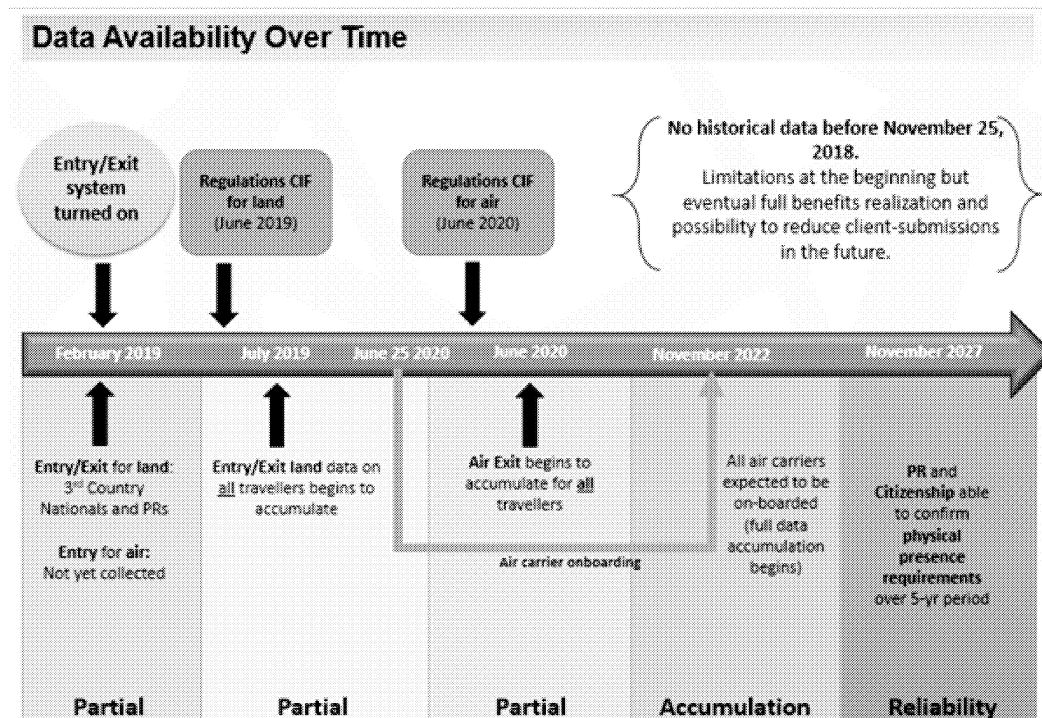 Data Availability Over Time
Entry/Exit
system
turned on
Regulations CIF
for land
(June 2019)
Regulations CIF
for air
(June 2020)
No historical data before November 25,
2018.
Limitations at the beginning but
eventual full benefits realization and
possibility to reduce client-submissions
in the future.
February 2019
July 2019
June 25 2020
June 2020
November 2022
November 2027
Entry/Exit for land:
3rd Country
Nationals and PRs
Entry for air:
Not yet collected
Entry/Exit land data on
all travellers begins to
accumulate
Air Exit begins to
accumulate for all
travellers
Air carrier onboarding
All air carriers
expected to be
on-boarded
(full data
accumulation
begins)
PR and
Citizenship able
to confirm
physical
presence
requirements
over 5-yr period
Partial
Partial
Partial
Accumulation
Reliability